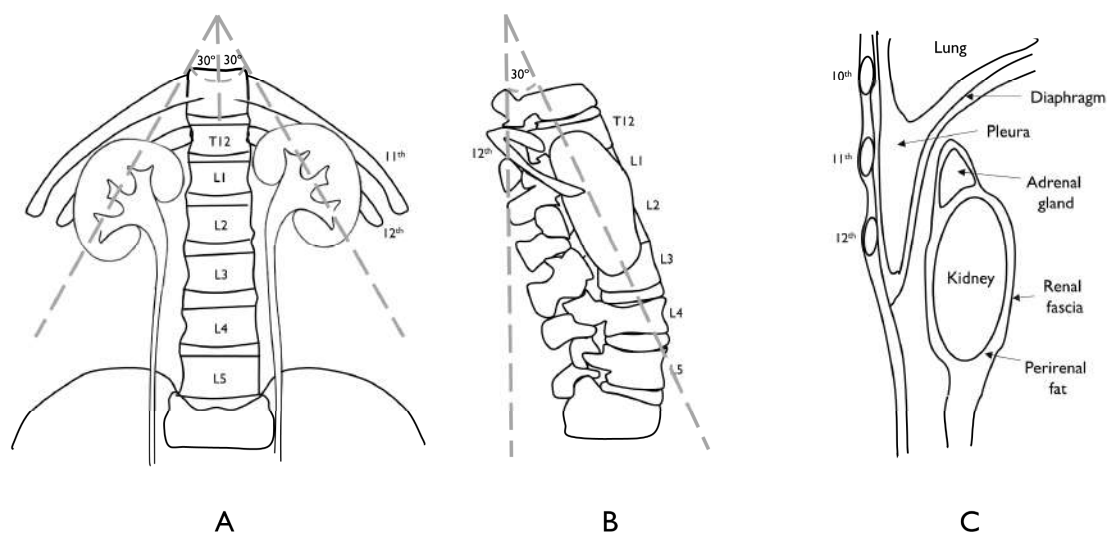 30° 30°
T12
L1
L2
L3
L4
L5
11th
12th
A
30°
T12
12th
L1
L2
L3
L4
L5
B
Lung
10th
Diaphragm
Pleura
11th
Adrenal
gland
12th
Kidney
Renal
fascia
Perirenal
fat
C